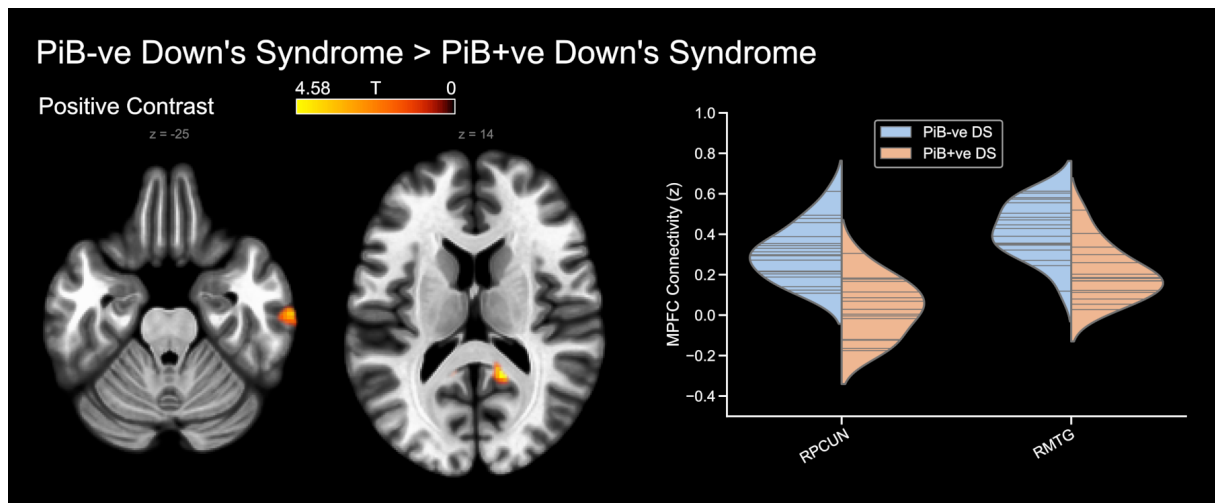 PiB-ve Down's Syndrome > PiB+ve Down's Syndrome
4.58 T 0
Positive Contrast
z = -25
z = 14
1.0
0.8
0.6
0.4
0.2
0.0
−0.2
−0.4
MPFC Connectivity (z)
PiB-ve DS
PiB+ve DS
RPCUN
RMTG